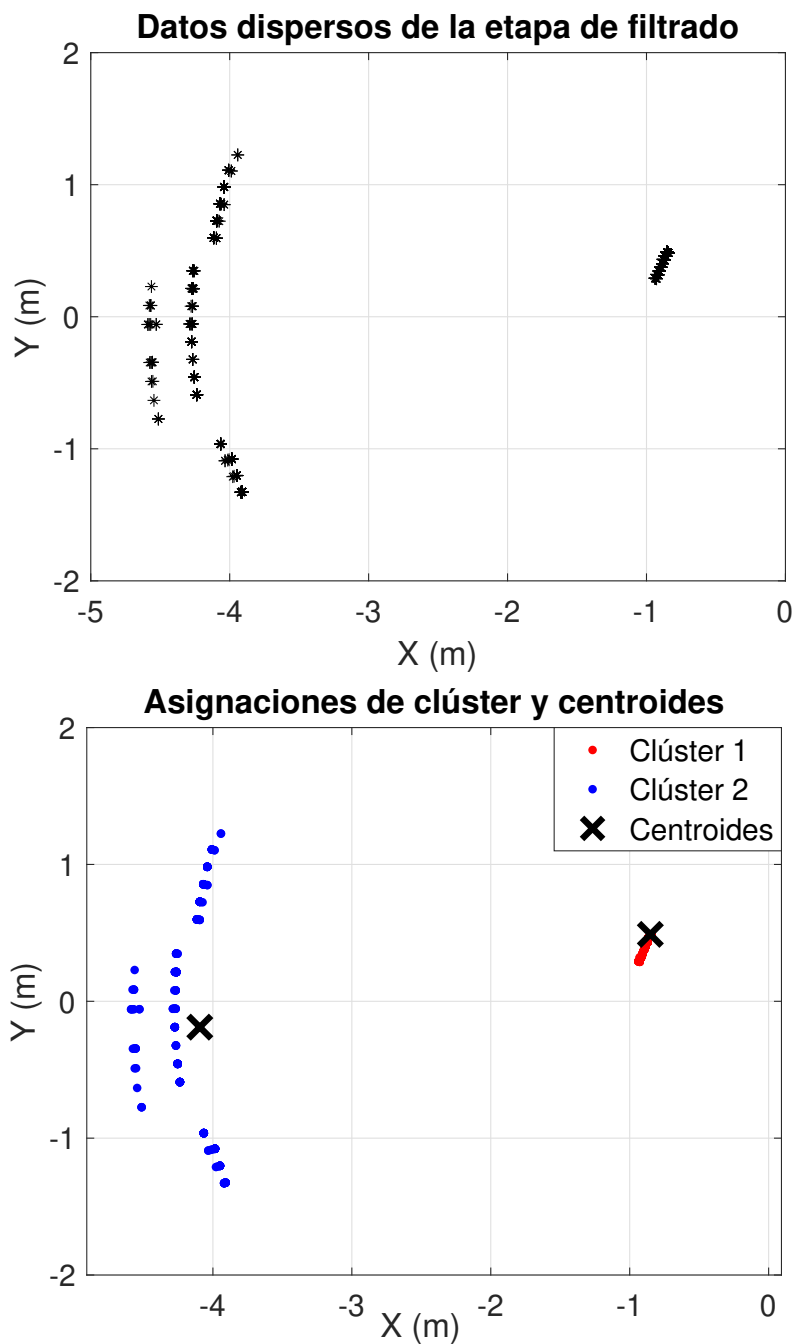 Datos dispersos de la etapa de filtrado
2
1
0
-1
-2
Y (m)
-5 -4 -3 -2 -1 0
X (m)
Asignaciones de clúster y centroides
Clúster 1
Clúster 2
Centroides
2
1
0
-1
-2
Y (m)
-4 -3 -2 -1 0
X (m)